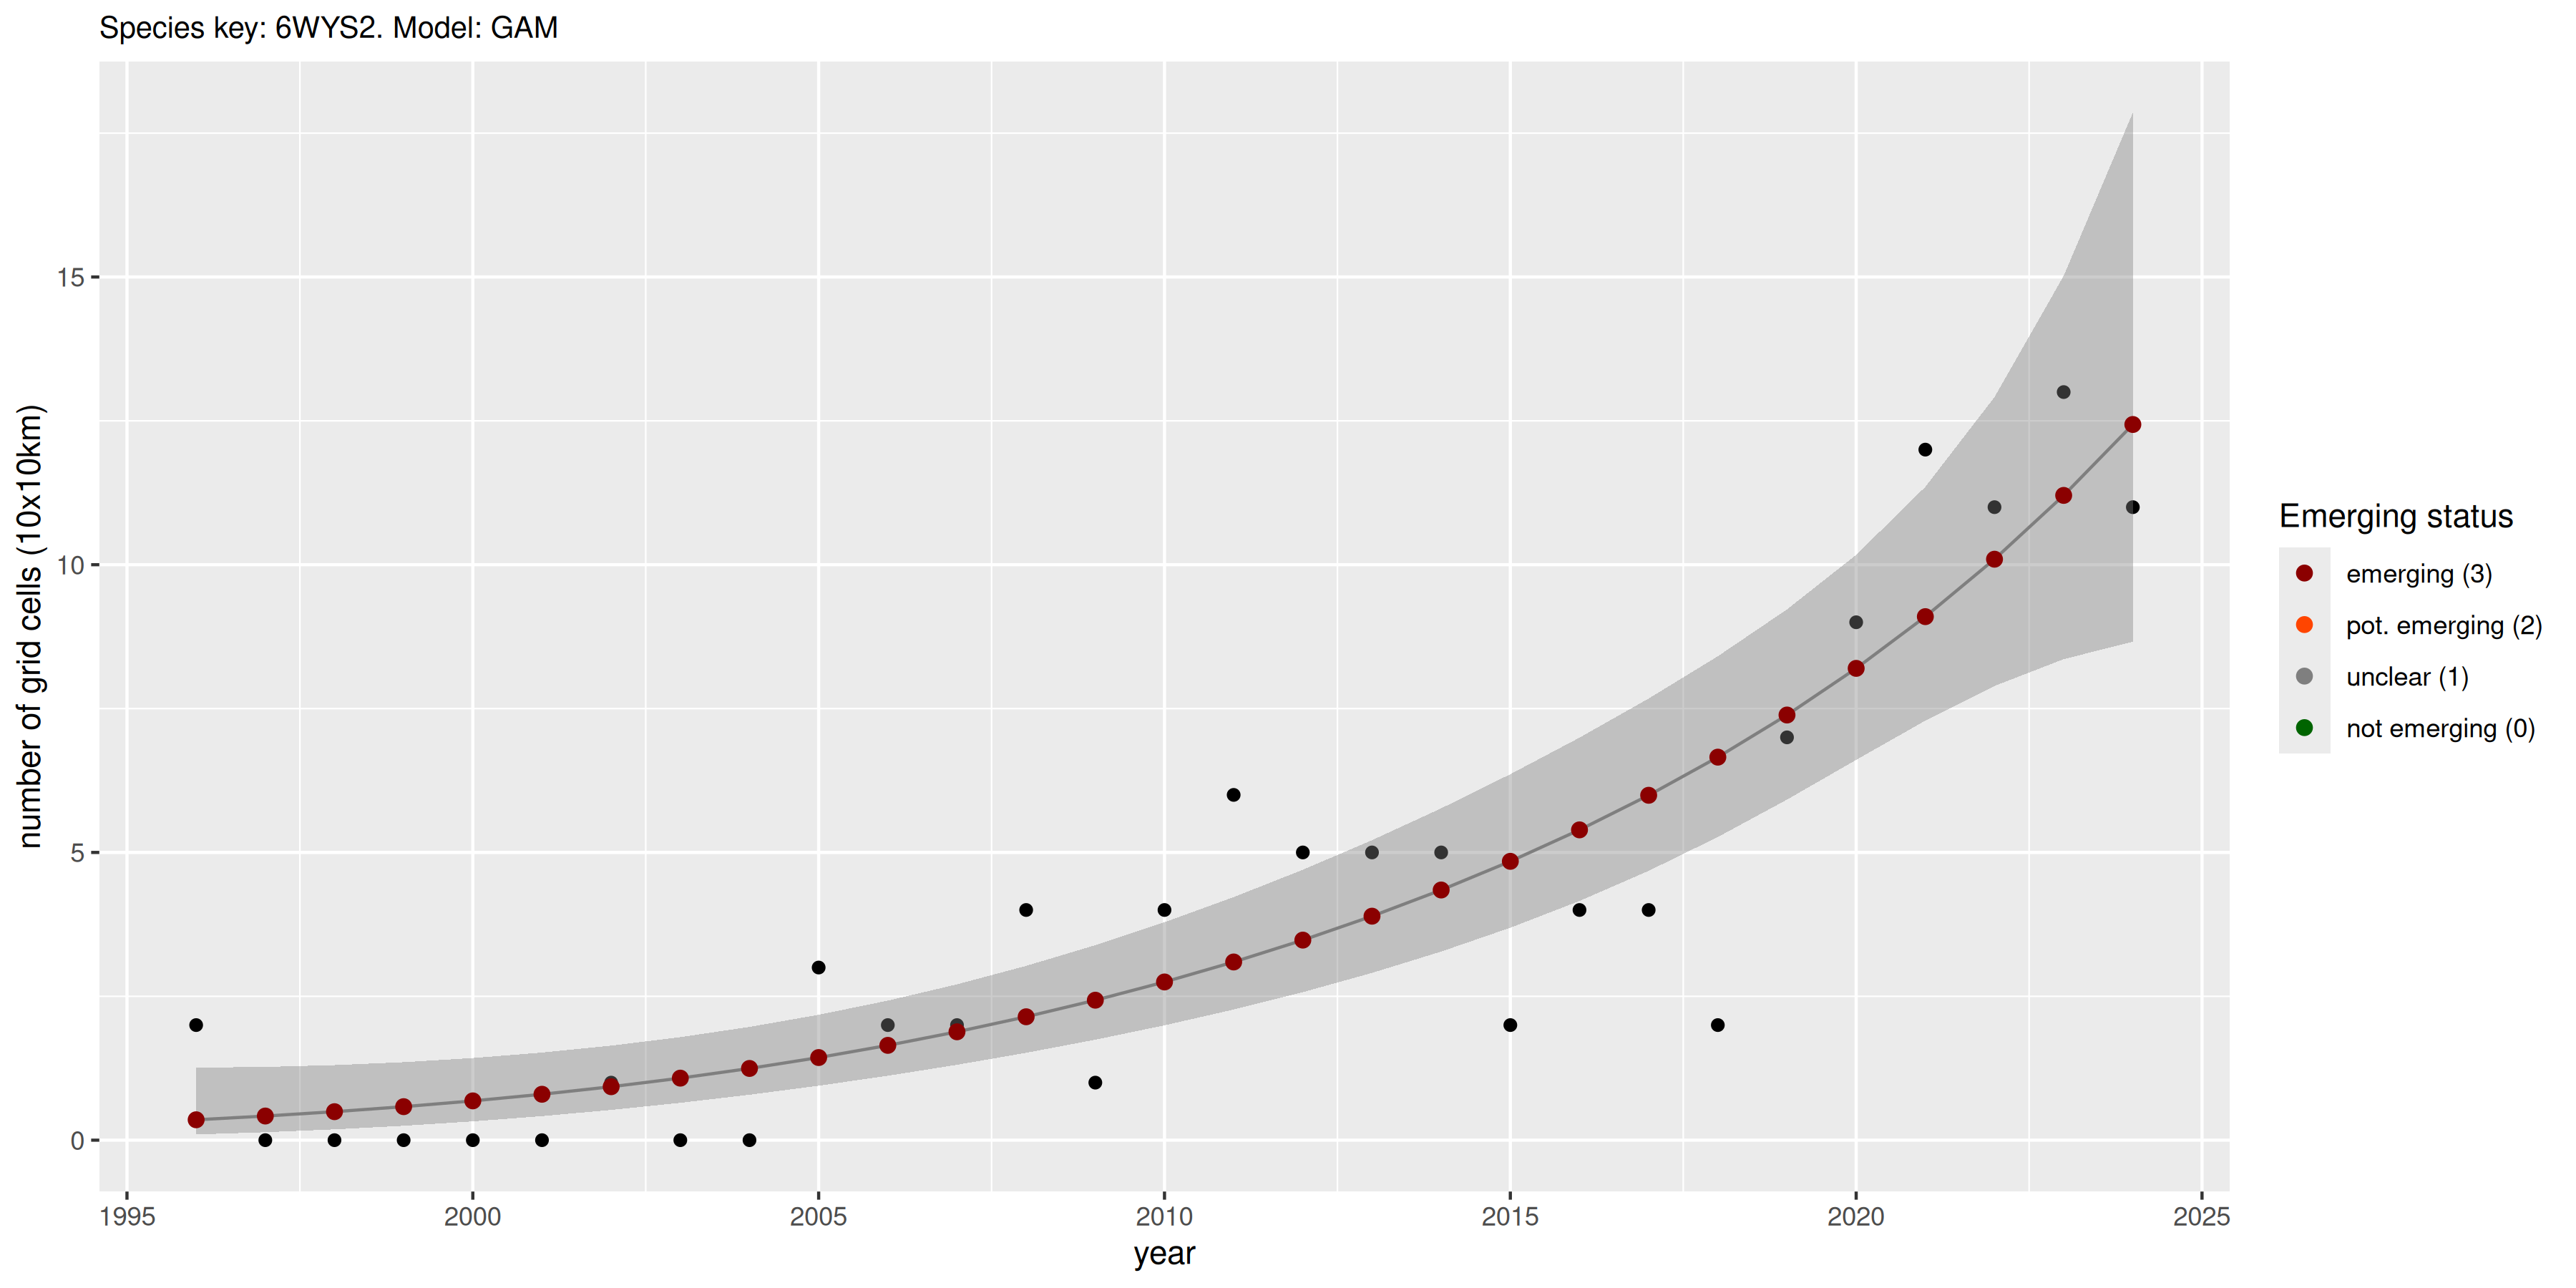 Species key: 6WYS2. Model: GAM
number of grid cells (10x10km)
15
10
5
0
1995 2000 2005 2010 2015 2020 2025
year
Emerging status
emerging (3)
pot. emerging (2)
unclear (1)
not emerging (0)